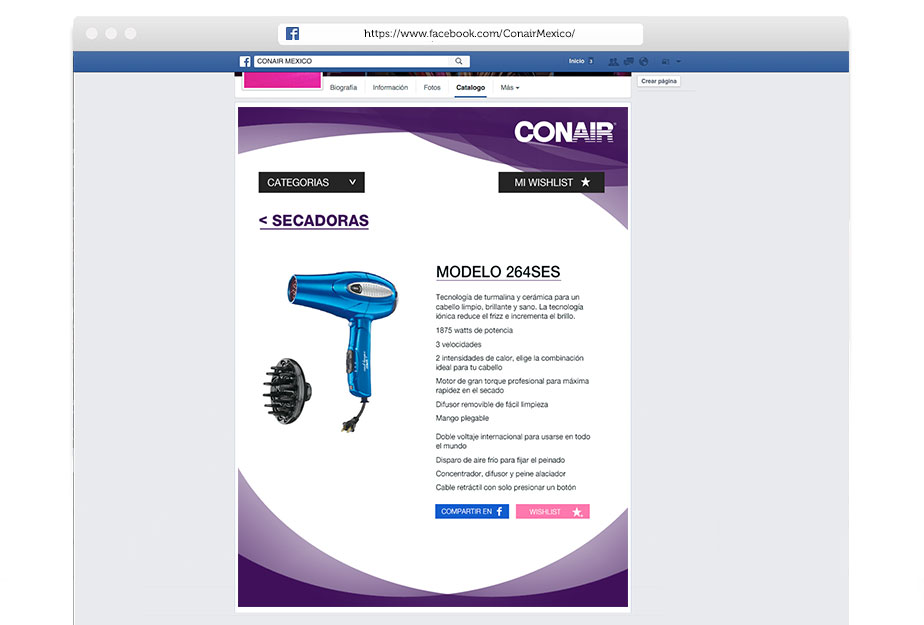 https://www.facebook.com/ConairMexico/
CONAIR MEXICO
Inicio 3
Biografía Información Fotos Catalogo Más
Crear página
CONAIR
CATEGORIAS
MI WISHLIST
< SECADORAS
MODELO 264SES
Tecnología de turmalina y cerámica para un
cabello limpio, brillante y sano. La tecnología
iónica reduce el frizz e incrementa el brillo.
1875 watts de potencia
3 velocidades
2 intensidades de calor, elige la combinación
ideal para tu cabello
Motor de gran torque profesional para máxima
rapidez en el secado
Difusor removible de fácil limpieza
Mango plegable
Doble voltaje internacional para usarse en todo
el mundo
Disparo de aire frío para fijar el peinado
Concentrador, difusor y peine alaciador
Cable retráctil con solo presionar un botón
COMPARTIR EN f
WISHLIST